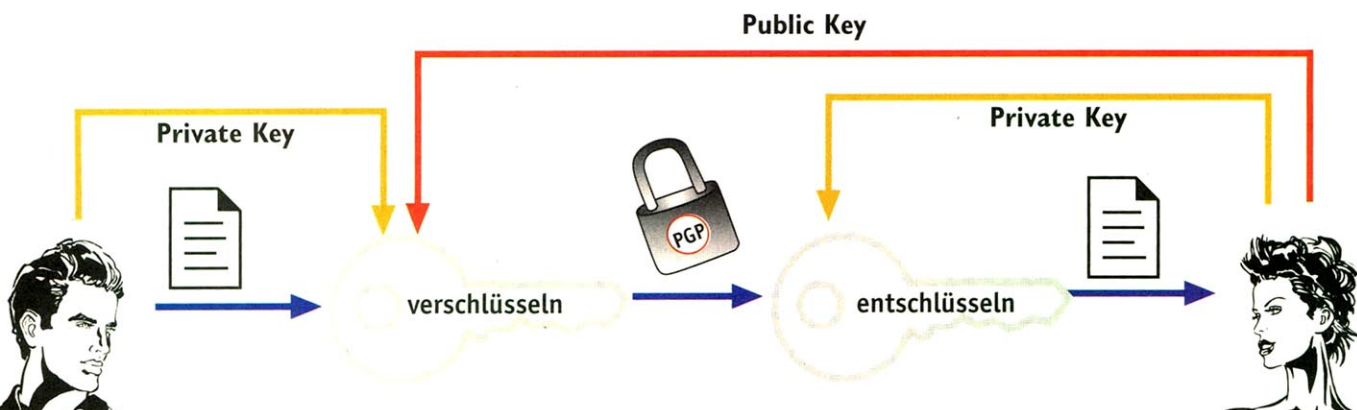 Public Key
Private Key
Private Key
PGP
verschlüsseln
entschlüsseln